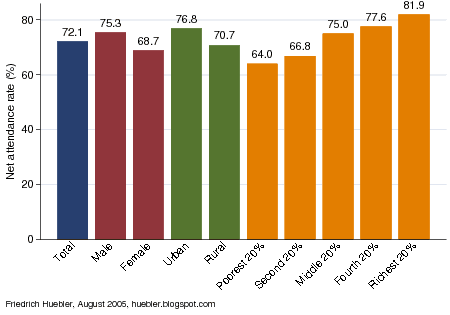 Net attendance rate (%)
80
60
40
20
0
72.1
75.3
68.7
76.8
70.7
64.0
66.8
75.0
77.6
81.9
Total
Male
Female
Urban
Rural
Poorest 20%
Second 20%
Middle 20%
Fourth 20%
Richest 20%
Friedrich Huebler, August 2005, huebler.blogspot.com